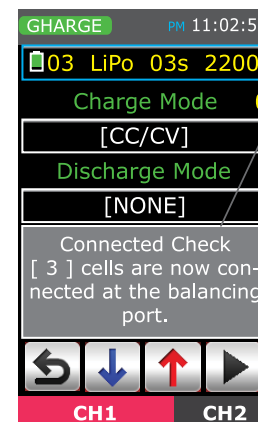 GHARGE PM 11:02:5
03 LiPo 03s 2200
Charge Mode
[CC/CV]
Discharge Mode
[NONE]
Connected Check
[ 3 ] cells are now con-
nected at the balancing
port.
CH1 CH2